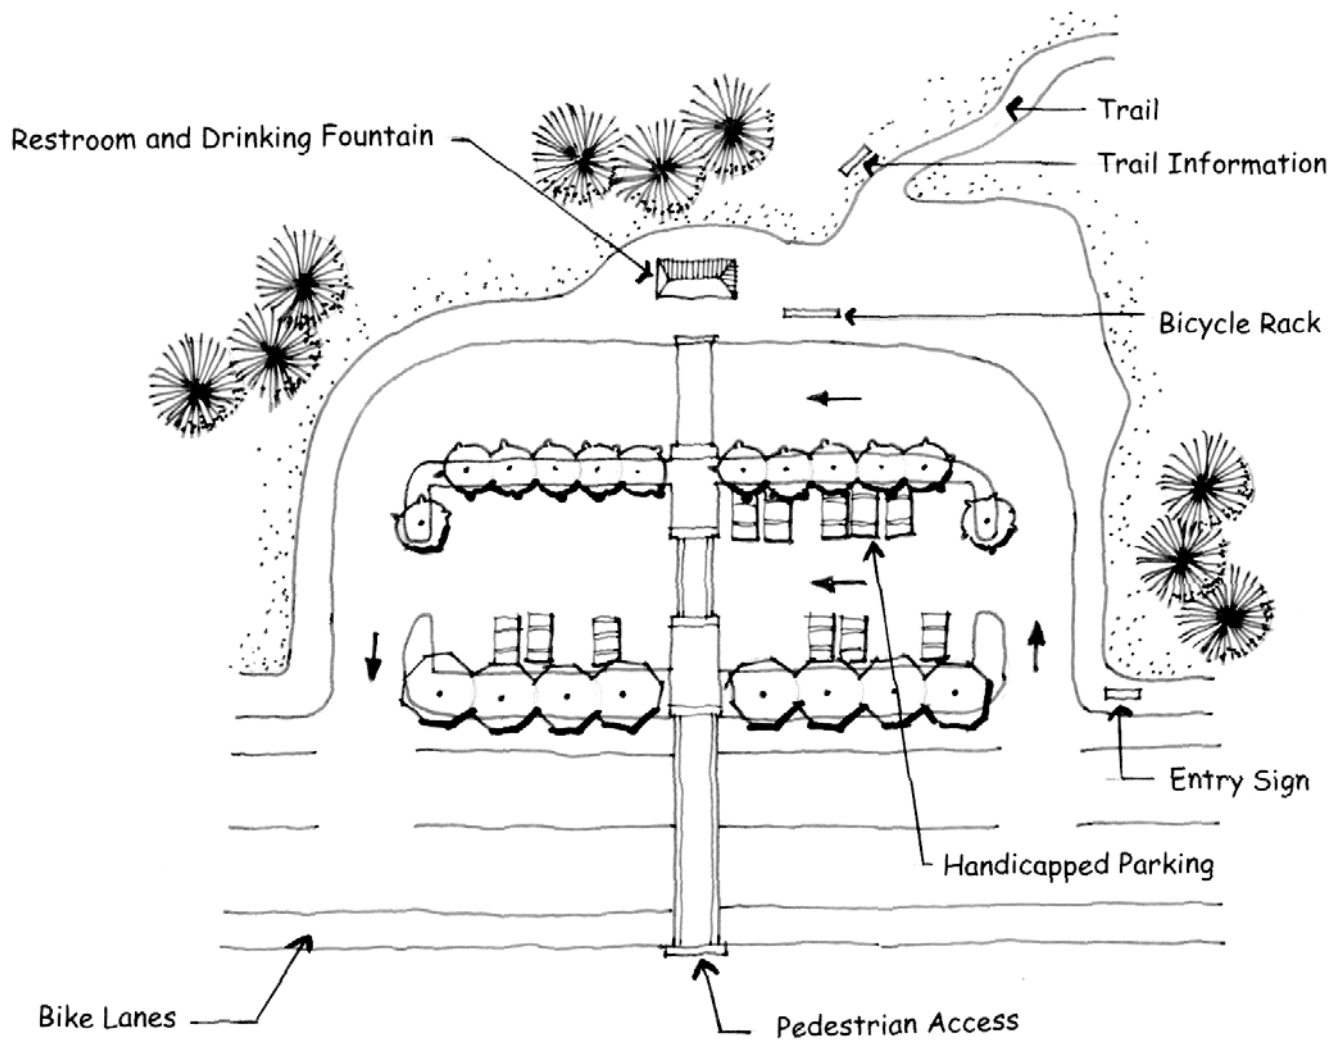 Trail
Restroom and Drinking Fountain
Trail Information
Bicycle Rack
Entry Sign
Handicapped Parking
Bike Lanes
Pedestrian Access